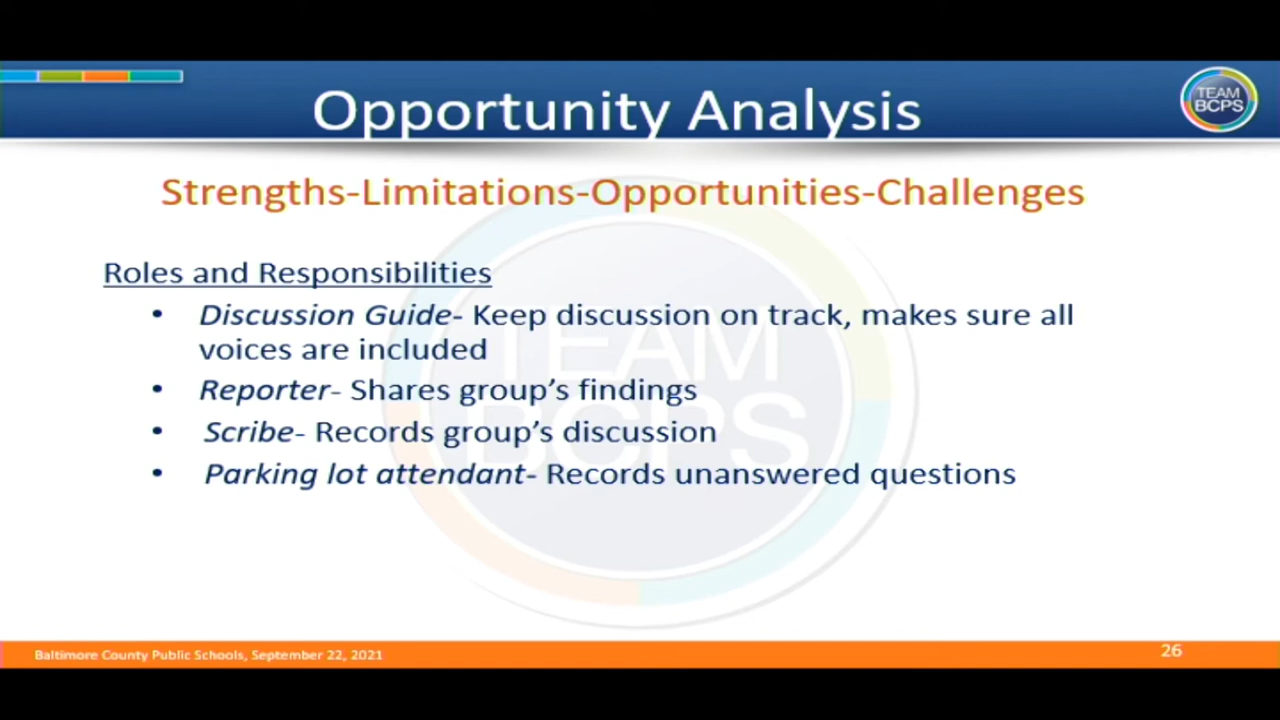 Opportunity Analysis
TEAM
BCPS
Strengths-Limitations-Opportunities-Challenges
Roles and Responsibilities
• Discussion Guide- Keep discussion on track, makes sure all
voices are included
• Reporter- Shares group's findings
• Scribe- Records group's discussion
• Parking lot attendant- Records unanswered questions
TEAM
BCPS
Baltimore County Public Schools, September 22, 2021
26